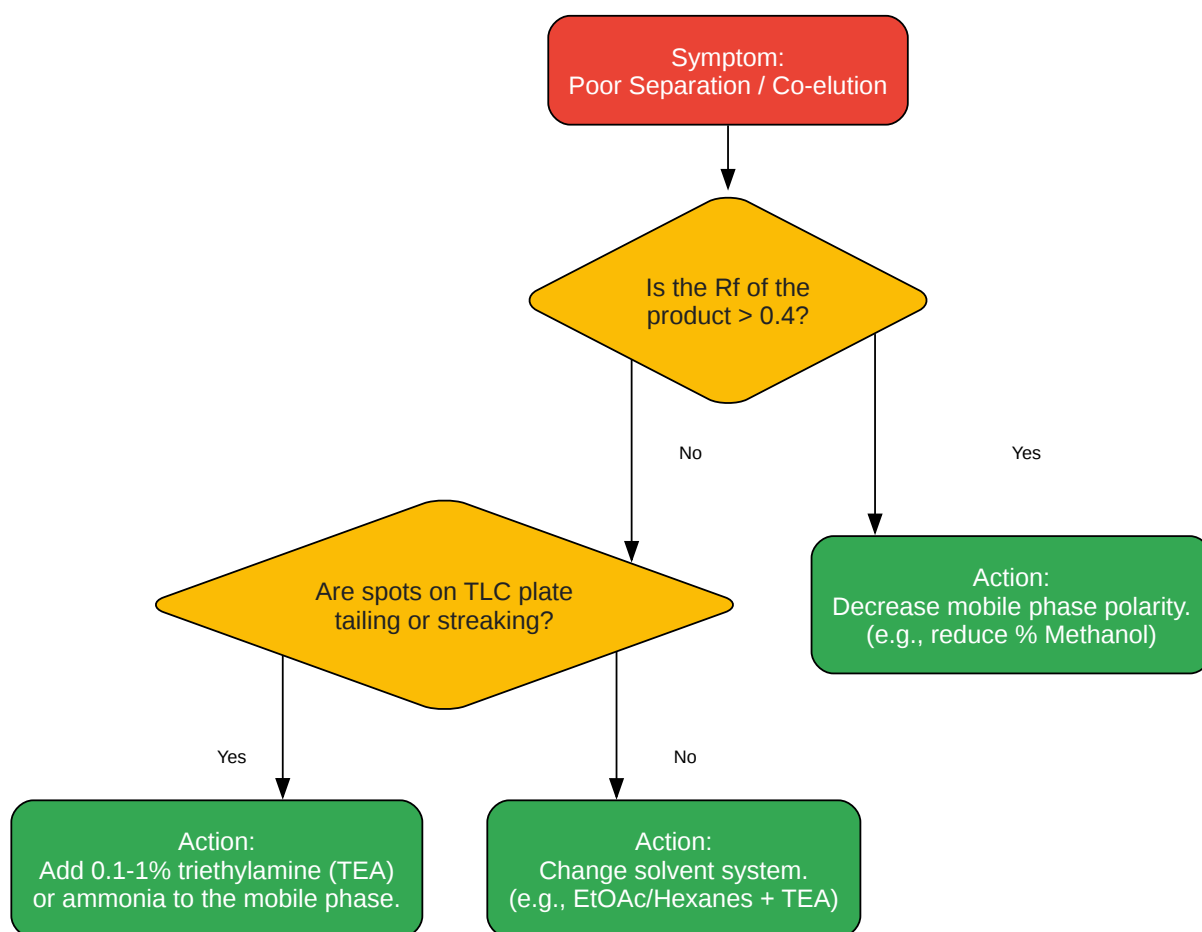 Symptom:
Poor Separation / Co-elution
Is the Rf of the
product > 0.4?
No
Yes
Are spots on TLC plate
tailing or streaking?
Action:
Decrease mobile phase polarity.
(e.g., reduce % Methanol)
Yes
No
Action:
Add 0.1-1% triethylamine (TEA)
or ammonia to the mobile phase.
Action:
Change solvent system.
(e.g., EtOAc/Hexanes + TEA)